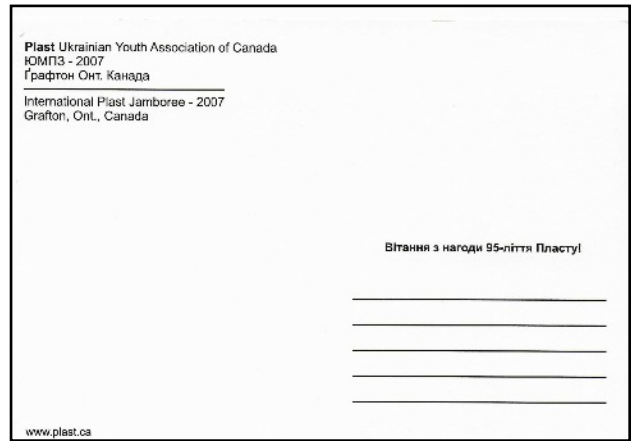 Plast Ukrainian Youth Association of Canada
ЮМПЗ - 2007
Ґрафтон Онт. Канада
International Plast Jamboree - 2007
Grafton, Ont., Canada
Вітання з нагоди 95-ліття Пласту!
www.plast.ca